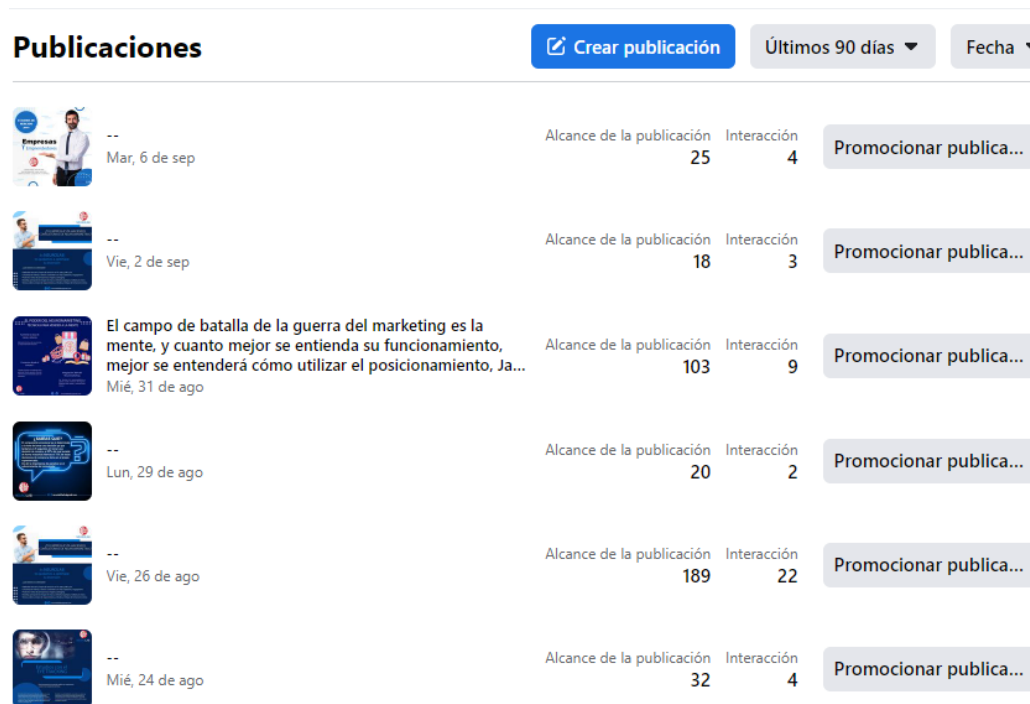 Publicaciones
Crear publicación
Últimos 90 días
Fecha
Empresas
--
Mar, 6 de sep
Alcance de la publicación Interacción
25 4
Promocionar publica...
--
Vie, 2 de sep
Alcance de la publicación Interacción
18 3
Promocionar publica...
El campo de batalla de la guerra del marketing es la
mente, y cuanto mejor se entienda su funcionamiento,
mejor se entenderá cómo utilizar el posicionamiento, Ja...
Mié, 31 de ago
Alcance de la publicación Interacción
103 9
Promocionar publica...
--
Lun, 29 de ago
Alcance de la publicación Interacción
20 2
Promocionar publica...
--
Vie, 26 de ago
Alcance de la publicación Interacción
189 22
Promocionar publica...
--
Mié, 24 de ago
Alcance de la publicación Interacción
32 4
Promocionar publica...